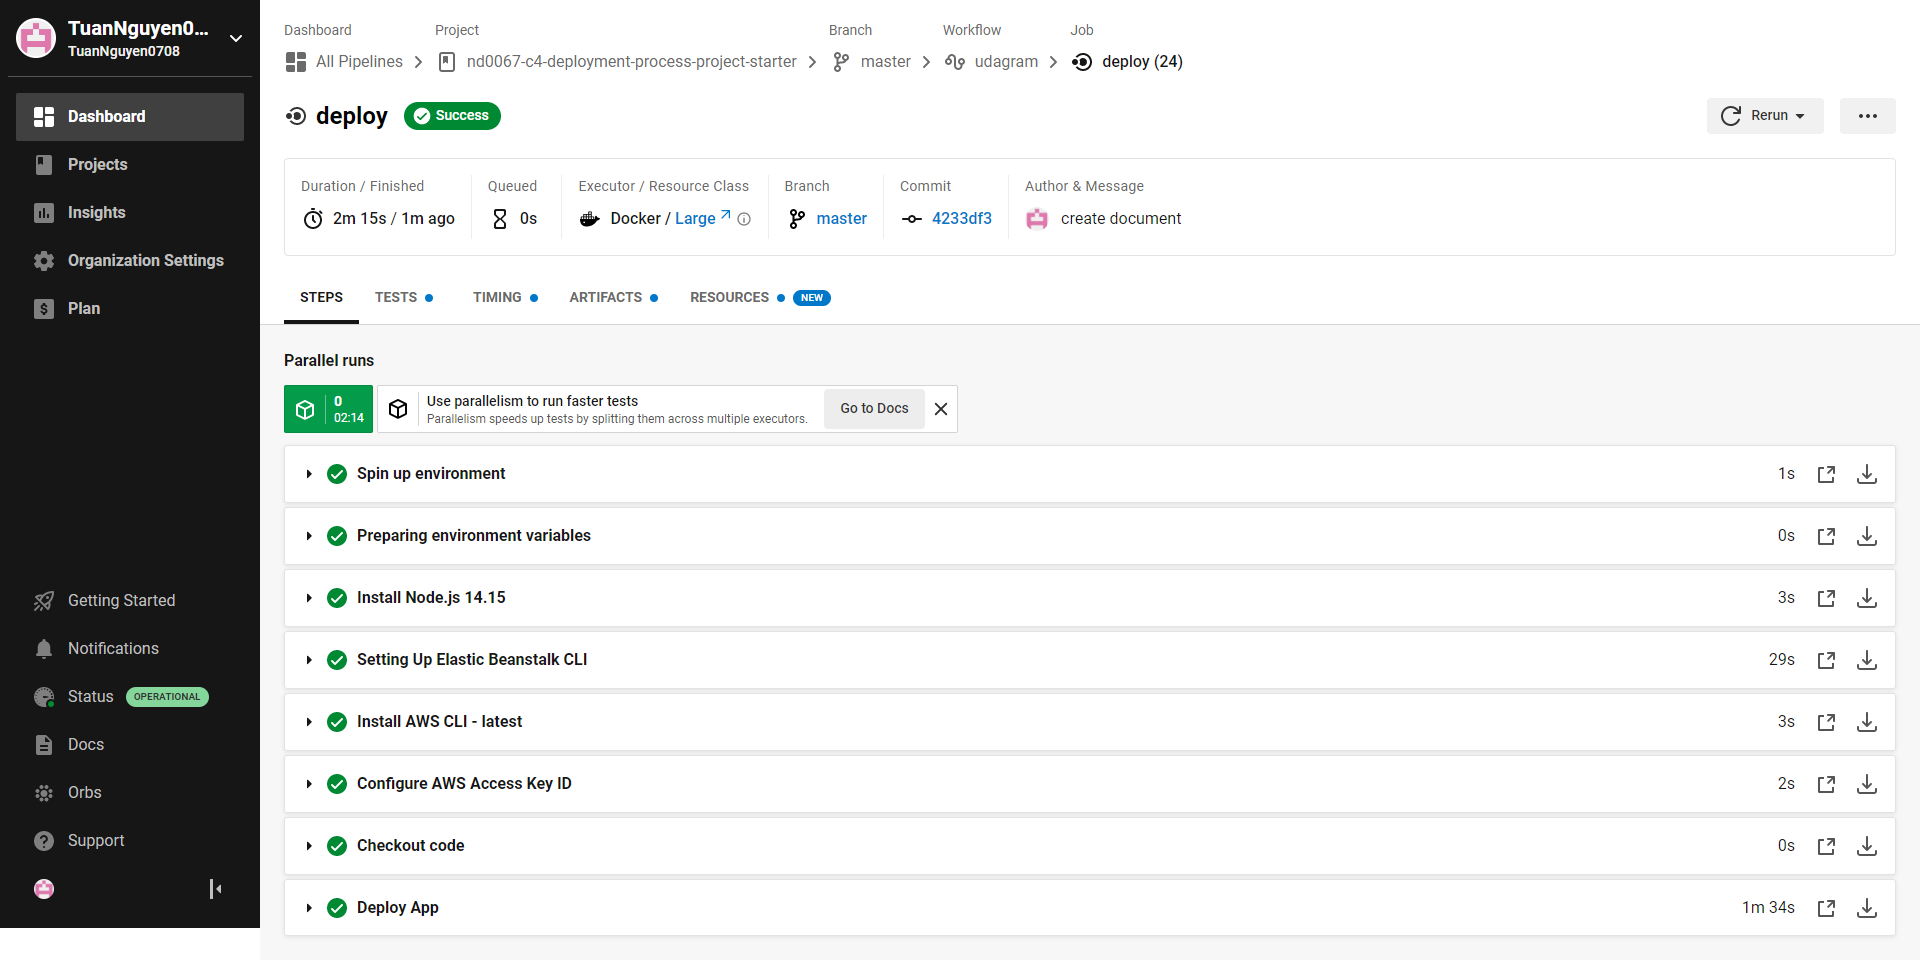 TuanNguyen0...
TuanNguyen0708
Dashboard
Projects
Insights
Organization Settings
Plan
Getting Started
Notifications
Status OPERATIONAL
Docs
Orbs
Support
Dashboard Project Branch Workflow Job
All Pipelines nd0067-c4-deployment-process-project-starter master udagram deploy (24)
deploy Success Rerun
Duration / Finished Queued Executor / Resource Class Branch Commit Author & Message
2m 15s / 1m ago 0s Docker / Large master 4233df3 create document
STEPS TESTS TIMING ARTIFACTS RESOURCES NEW
Parallel runs
0
02:14
Use parallelism to run faster tests
Parallelism speeds up tests by splitting them across multiple executors.
Go to Docs
Spin up environment 1s
Preparing environment variables 0s
Install Node.js 14.15 3s
Setting Up Elastic Beanstalk CLI 29s
Install AWS CLI - latest 3s
Configure AWS Access Key ID 2s
Checkout code 0s
Deploy App 1m 34s